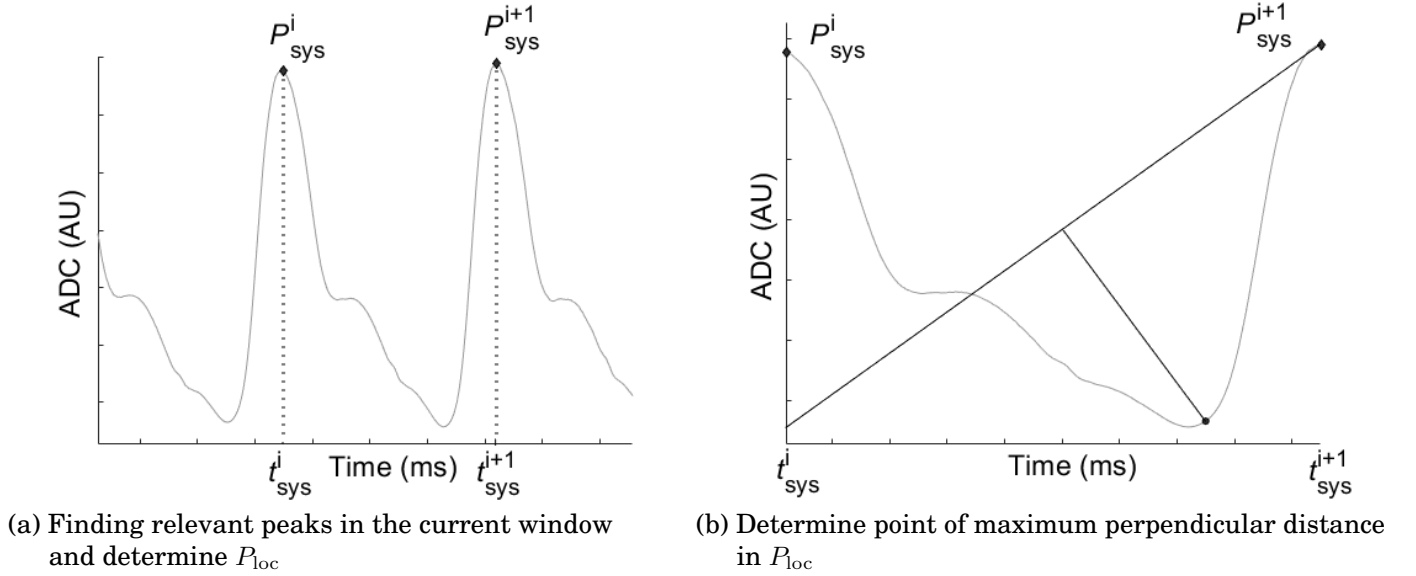 P^i_sys
P^{i+1}_sys
ADC (AU)
t^i_sys
Time (ms)
t^{i+1}_sys
(a) Finding relevant peaks in the current window
and determine P_loc
P^i_sys
P^{i+1}_sys
ADC (AU)
t^i_sys
Time (ms)
t^{i+1}_sys
(b) Determine point of maximum perpendicular distance
in P_loc